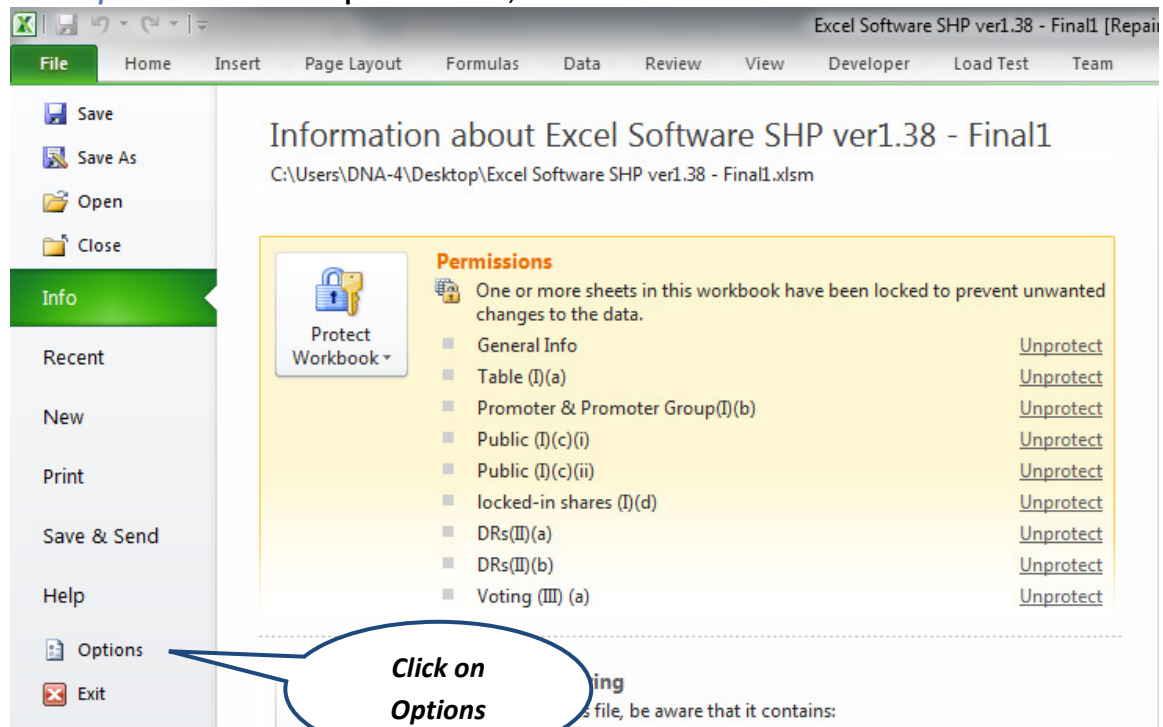 Excel Software SHP ver1.38 - Final1 [Repair
File Home Insert Page Layout Formulas Data Review View Developer Load Test Team
Save
Save As
Open
Close
Info
Recent
New
Print
Save & Send
Help
Options
Exit
Information about Excel Software SHP ver1.38 - Final1
C:\Users\DNA-4\Desktop\Excel Software SHP ver1.38 - Final1.xlsm
Protect
Workbook
Permissions
One or more sheets in this workbook have been locked to prevent unwanted
changes to the data.
General Info Unprotect
Table (I)(a) Unprotect
Promoter & Promoter Group(I)(b) Unprotect
Public (I)(c)(i) Unprotect
Public (I)(c)(ii) Unprotect
locked-in shares (I)(d) Unprotect
DRs(II)(a) Unprotect
DRs(II)(b) Unprotect
Voting (III) (a) Unprotect
Click on
Options
ring
file, be aware that it contains: